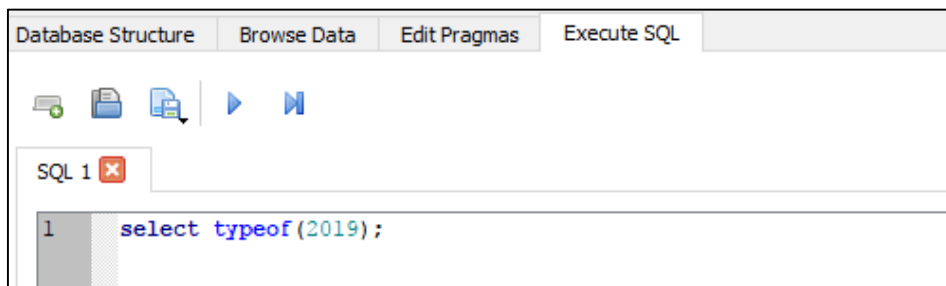 Database Structure Browse Data Edit Pragmas Execute SQL
SQL 1
1 select typeof(2019);